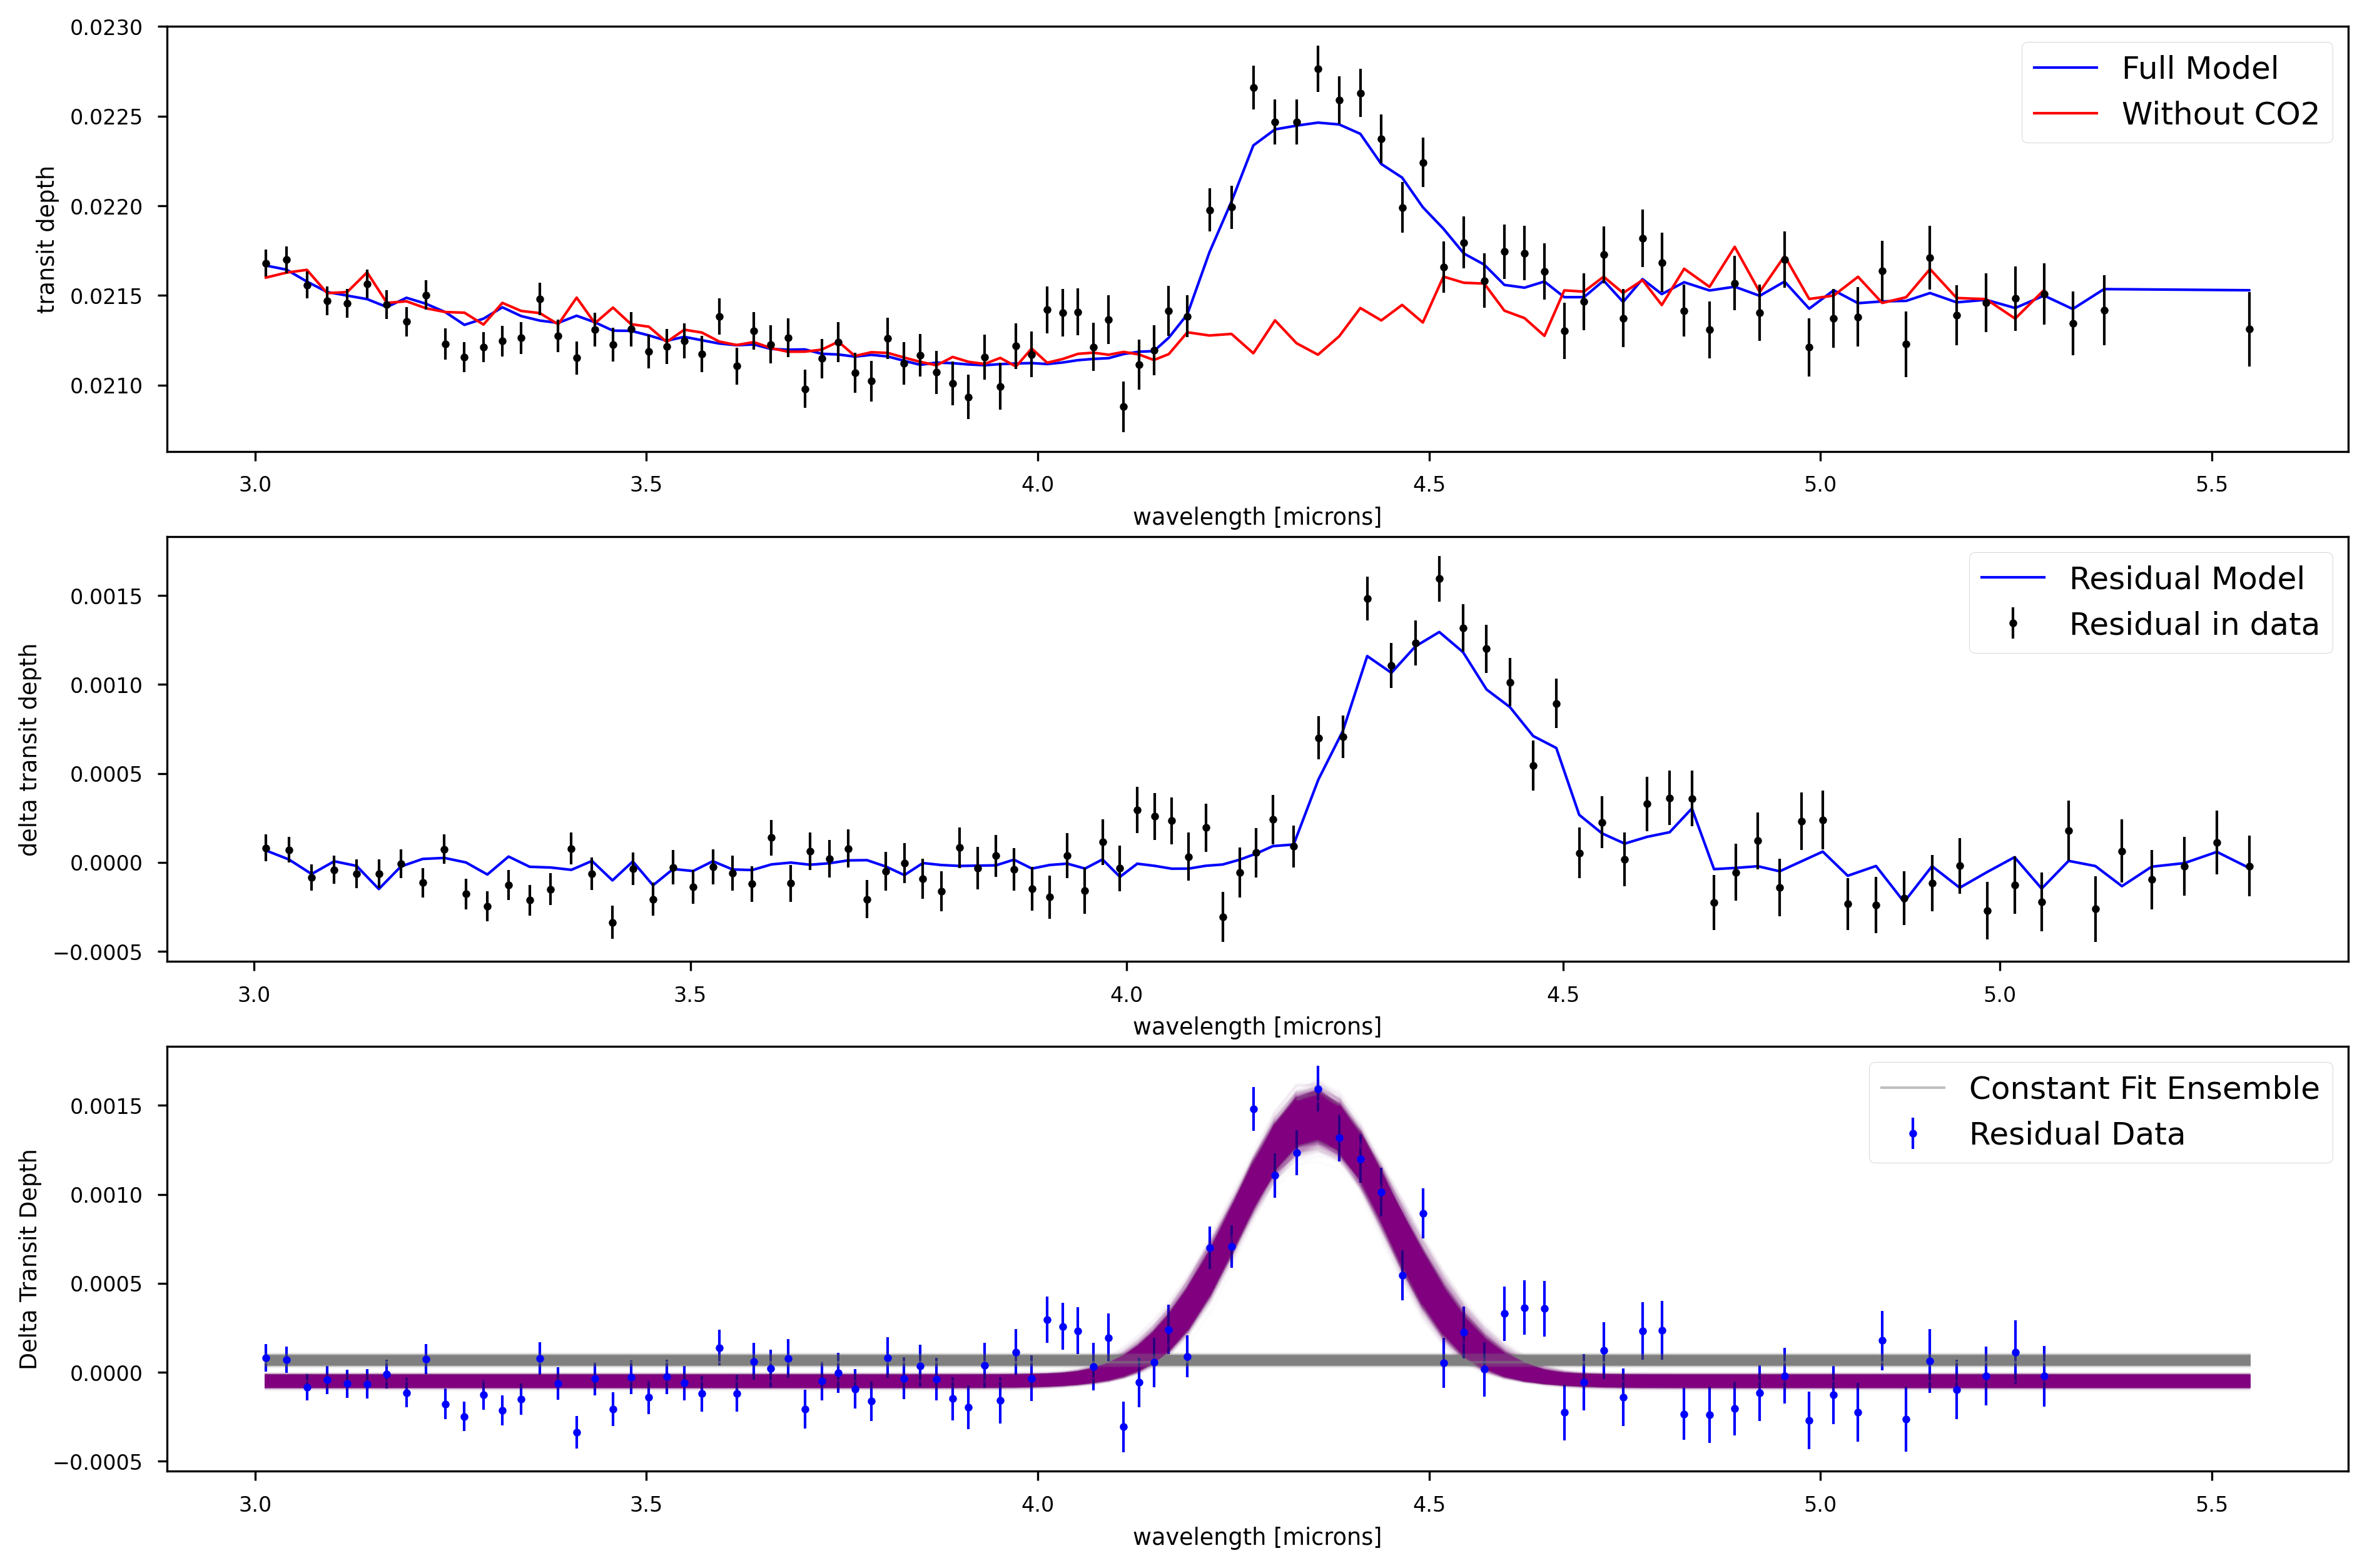 0.0230
0.0225
0.0220
0.0215
0.0210
transit depth
Full Model
Without CO2
3.0 3.5 4.0 4.5 5.0 5.5
wavelength [microns]
0.0015
0.0010
0.0005
0.0000
−0.0005
delta transit depth
Residual Model
Residual in data
3.0 3.5 4.0 4.5 5.0
wavelength [microns]
0.0015
0.0010
0.0005
0.0000
−0.0005
Delta Transit Depth
Constant Fit Ensemble
Residual Data
3.0 3.5 4.0 4.5 5.0 5.5
wavelength [microns]